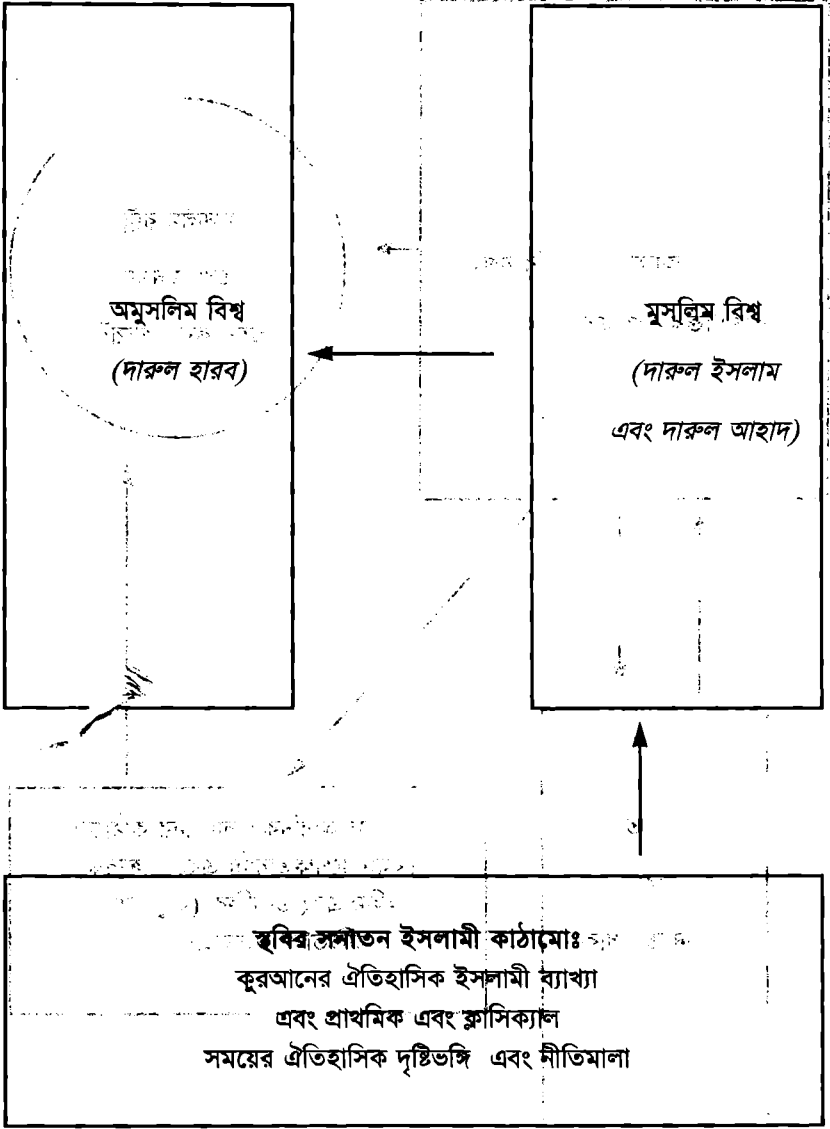 অমুসলিম বিশ্ব
(দারুল হারব)
মুসলিম বিশ্ব
(দারুল ইসলাম
এবং দারুল আহাদ)
স্থবির সনাতন ইসলামী কাঠামোঃ
কুরআনের ঐতিহাসিক ইসলামী ব্যাখ্যা
এবং প্রাথমিক এবং ক্লাসিক্যাল
সময়ের ঐতিহাসিক দৃষ্টিভঙ্গি এবং নীতিমালা